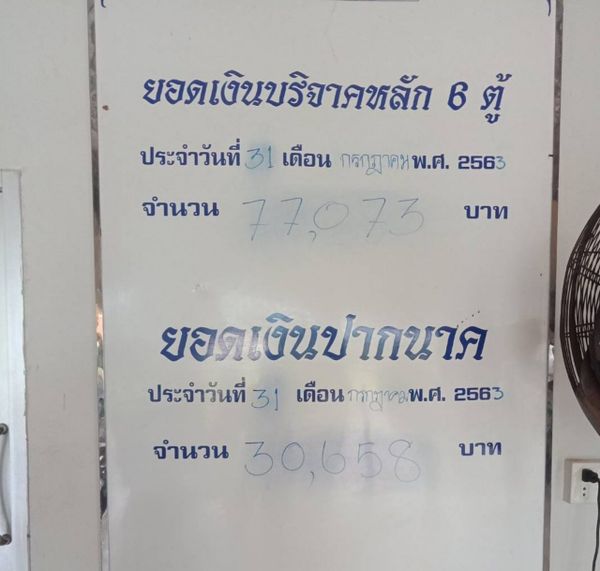 ยอดเงินบริจาคหลัก 6 ตู้
ประจำวันที่ 31 เดือน กรกฎาคม พ.ศ. 2563
จำนวน 77,073 บาท
ยอดเงินปากนาค
ประจำวันที่ 31 เดือน กรกฎาคม พ.ศ. 2563
จำนวน 30,658 บาท